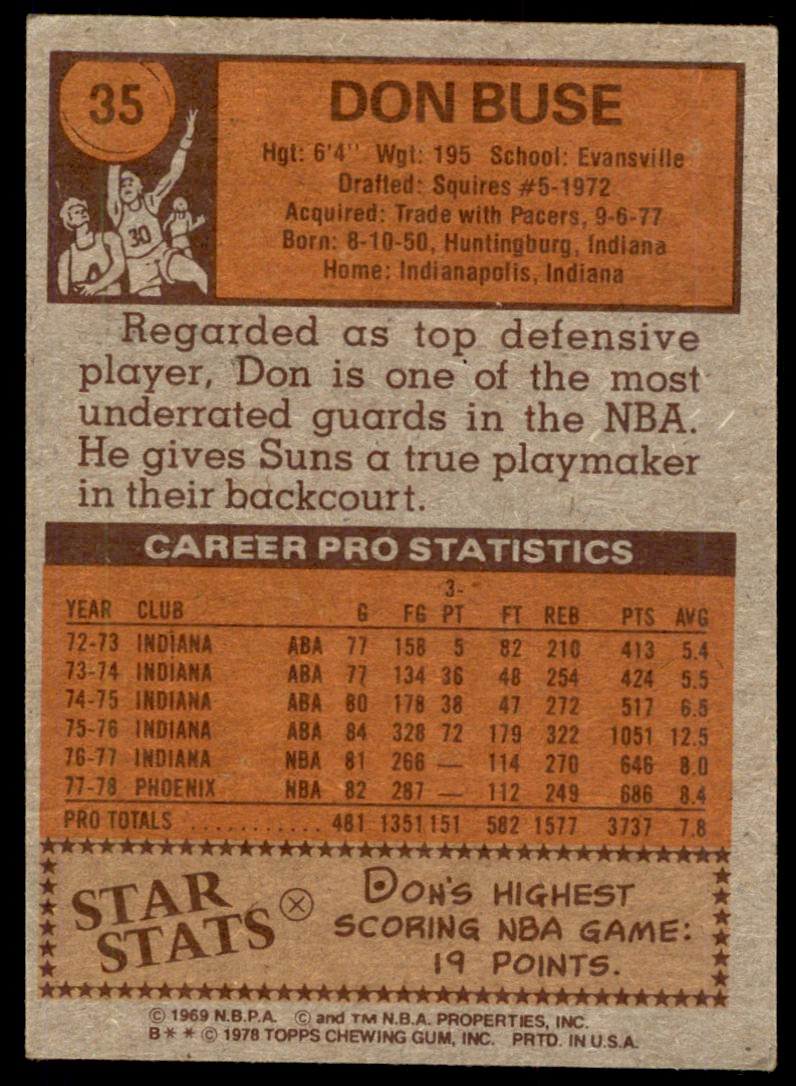 35
DON BUSE
Hgt: 6'4" Wgt: 195 School: Evansville
Drafted: Squires #5-1972
Acquired: Trade with Pacers, 9-6-77
Born: 8-10-50, Huntingburg, Indiana
Home: Indianapolis, Indiana
30
Regarded as top defensive
player, Don is one of the most
underrated guards in the NBA.
He gives Suns a true playmaker
in their backcourt.
CAREER PRO STATISTICS
YEAR CLUB G FG 3-PT FT REB PTS AVG
72-73 INDIANA ABA 77 158 5 82 210 413 5.4
73-74 INDIANA ABA 77 134 36 48 254 424 5.5
74-75 INDIANA ABA 80 178 38 47 272 517 6.5
75-76 INDIANA ABA 84 328 72 179 322 1051 12.5
76-77 INDIANA NBA 81 266 — 114 270 646 8.0
77-78 PHOENIX NBA 82 287 — 112 249 686 8.4
PRO TOTALS ........... 481 1351 151 582 1577 3737 7.8
STAR STATS
DON'S HIGHEST
SCORING NBA GAME:
19 POINTS.
© 1969 N.B.P.A. © and TM N.B.A. PROPERTIES, INC.
B** © 1978 TOPPS CHEWING GUM, INC. PRTD. IN U.S.A.